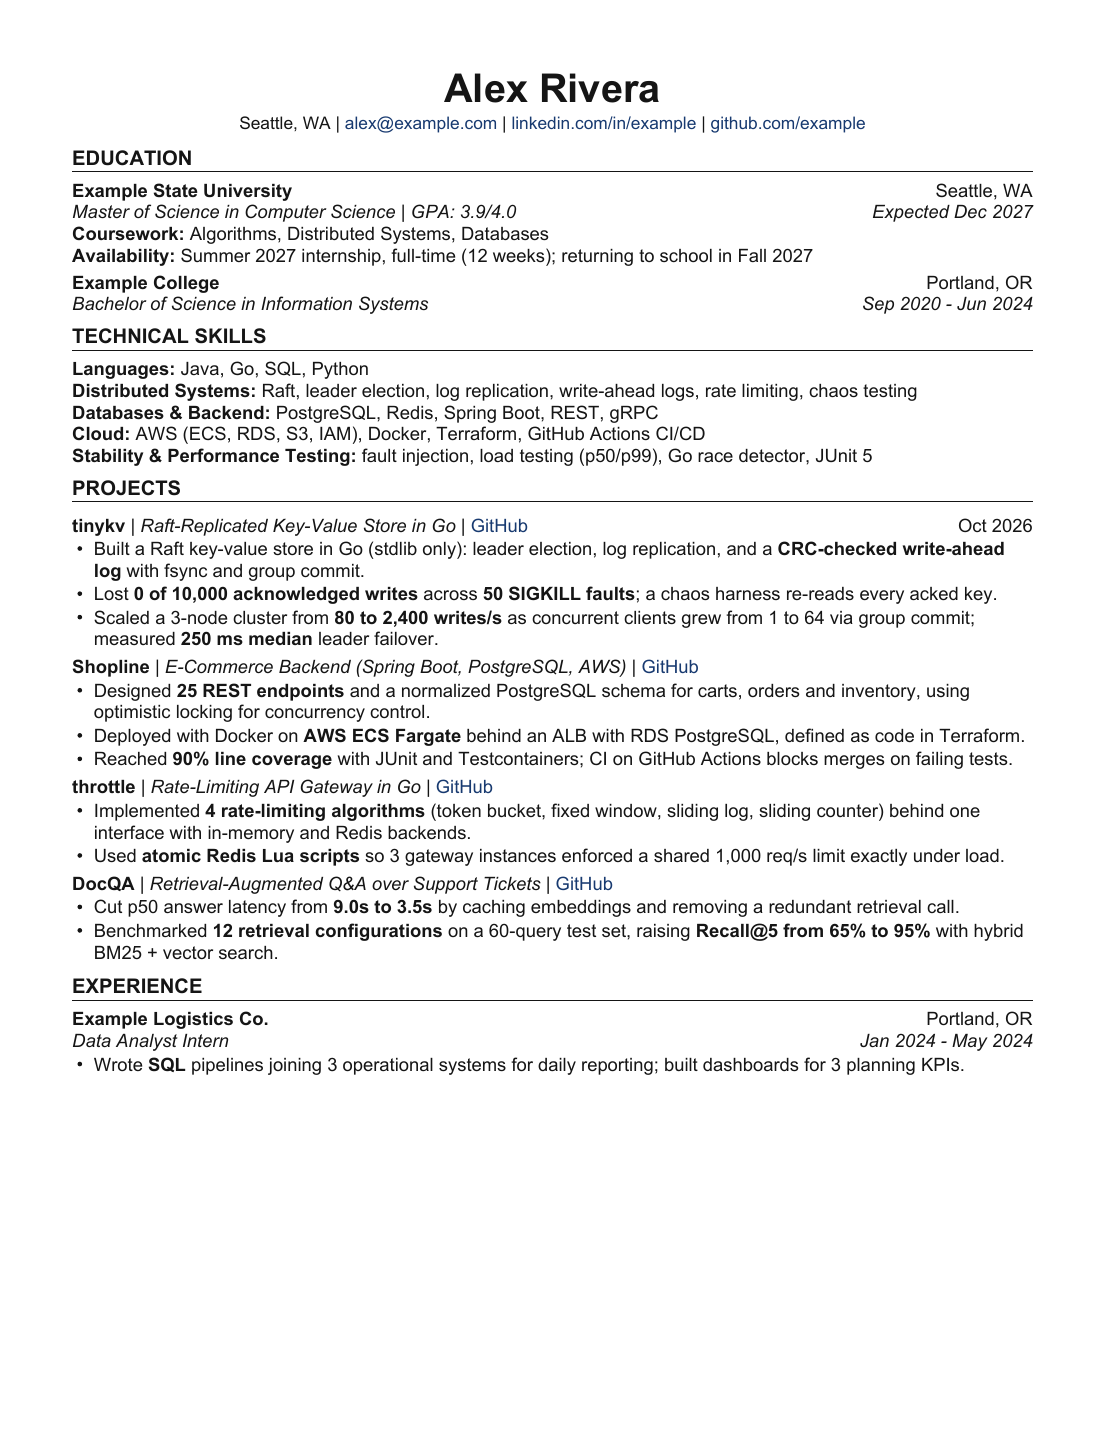 Alex Rivera
Seattle, WA | alex@example.com | linkedin.com/in/example | github.com/example
EDUCATION
Example State University Seattle, WA
Master of Science in Computer Science | GPA: 3.9/4.0 Expected Dec 2027
Coursework: Algorithms, Distributed Systems, Databases
Availability: Summer 2027 internship, full-time (12 weeks); returning to school in Fall 2027
Example College Portland, OR
Bachelor of Science in Information Systems Sep 2020 - Jun 2024
TECHNICAL SKILLS
Languages: Java, Go, SQL, Python
Distributed Systems: Raft, leader election, log replication, write-ahead logs, rate limiting, chaos testing
Databases & Backend: PostgreSQL, Redis, Spring Boot, REST, gRPC
Cloud: AWS (ECS, RDS, S3, IAM), Docker, Terraform, GitHub Actions CI/CD
Stability & Performance Testing: fault injection, load testing (p50/p99), Go race detector, JUnit 5
PROJECTS
tinykv | Raft-Replicated Key-Value Store in Go | GitHub Oct 2026
• Built a Raft key-value store in Go (stdlib only): leader election, log replication, and a CRC-checked write-ahead
log with fsync and group commit.
• Lost 0 of 10,000 acknowledged writes across 50 SIGKILL faults; a chaos harness re-reads every acked key.
• Scaled a 3-node cluster from 80 to 2,400 writes/s as concurrent clients grew from 1 to 64 via group commit;
measured 250 ms median leader failover.
Shopline | E-Commerce Backend (Spring Boot, PostgreSQL, AWS) | GitHub
• Designed 25 REST endpoints and a normalized PostgreSQL schema for carts, orders and inventory, using
optimistic locking for concurrency control.
• Deployed with Docker on AWS ECS Fargate behind an ALB with RDS PostgreSQL, defined as code in Terraform.
• Reached 90% line coverage with JUnit and Testcontainers; CI on GitHub Actions blocks merges on failing tests.
throttle | Rate-Limiting API Gateway in Go | GitHub
• Implemented 4 rate-limiting algorithms (token bucket, fixed window, sliding log, sliding counter) behind one
interface with in-memory and Redis backends.
• Used atomic Redis Lua scripts so 3 gateway instances enforced a shared 1,000 req/s limit exactly under load.
DocQA | Retrieval-Augmented Q&A over Support Tickets | GitHub
• Cut p50 answer latency from 9.0s to 3.5s by caching embeddings and removing a redundant retrieval call.
• Benchmarked 12 retrieval configurations on a 60-query test set, raising Recall@5 from 65% to 95% with hybrid
BM25 + vector search.
EXPERIENCE
Example Logistics Co. Portland, OR
Data Analyst Intern Jan 2024 - May 2024
• Wrote SQL pipelines joining 3 operational systems for daily reporting; built dashboards for 3 planning KPIs.